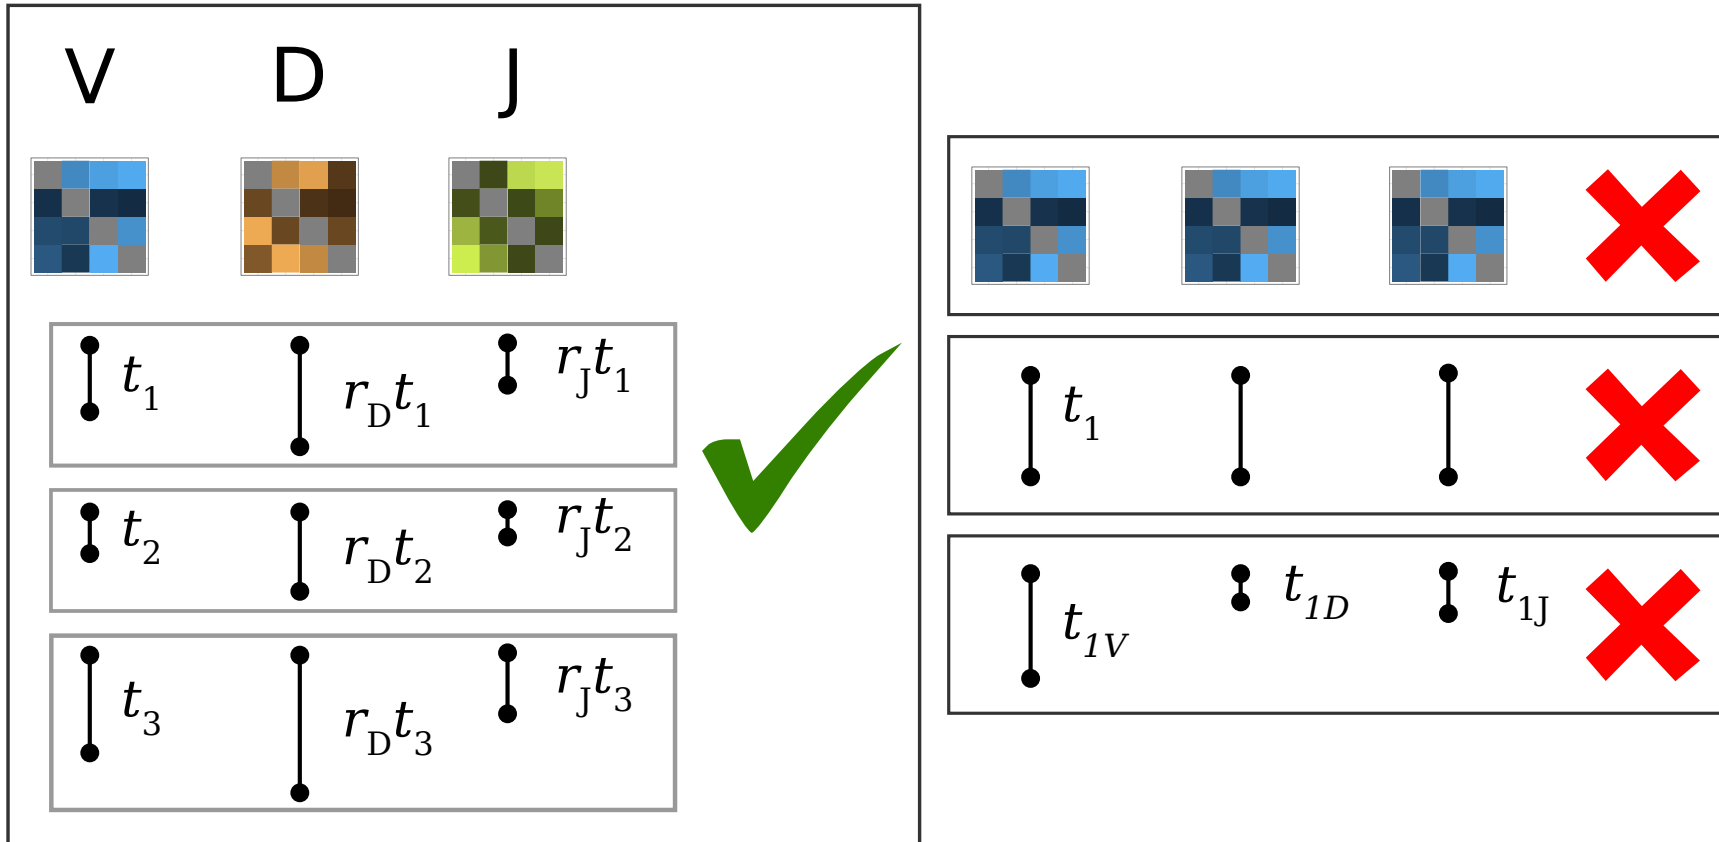 V D J
t1 rDt1 rJt1
t2 rDt2 rJt2
t3 rDt3 rJt3
t1
t1V t1D t1J